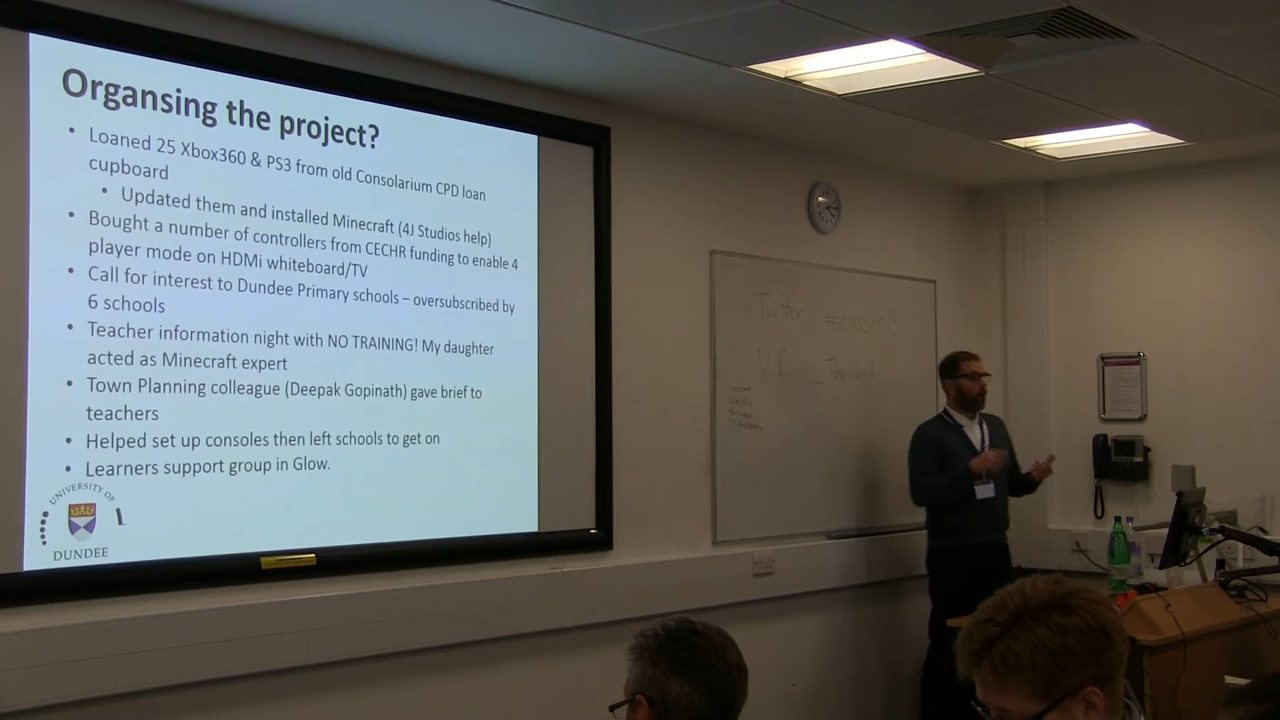 Organsing the project?
• Loaned 25 Xbox360 & PS3 from old Consolarium CPD loan
cupboard
• Updated them and installed Minecraft (4J Studios help)
• Bought a number of controllers from CECHR funding to enable 4
player mode on HDMi whiteboard/TV
• Call for interest to Dundee Primary schools – oversubscribed by
6 schools
• Teacher information night with NO TRAINING! My daughter
acted as Minecraft expert
• Town Planning colleague (Deepak Gopinath) gave brief to
teachers
• Helped set up consoles then left schools to get on
• Learners support group in Glow.
UNIVERSITY OF
DUNDEE
Twitter